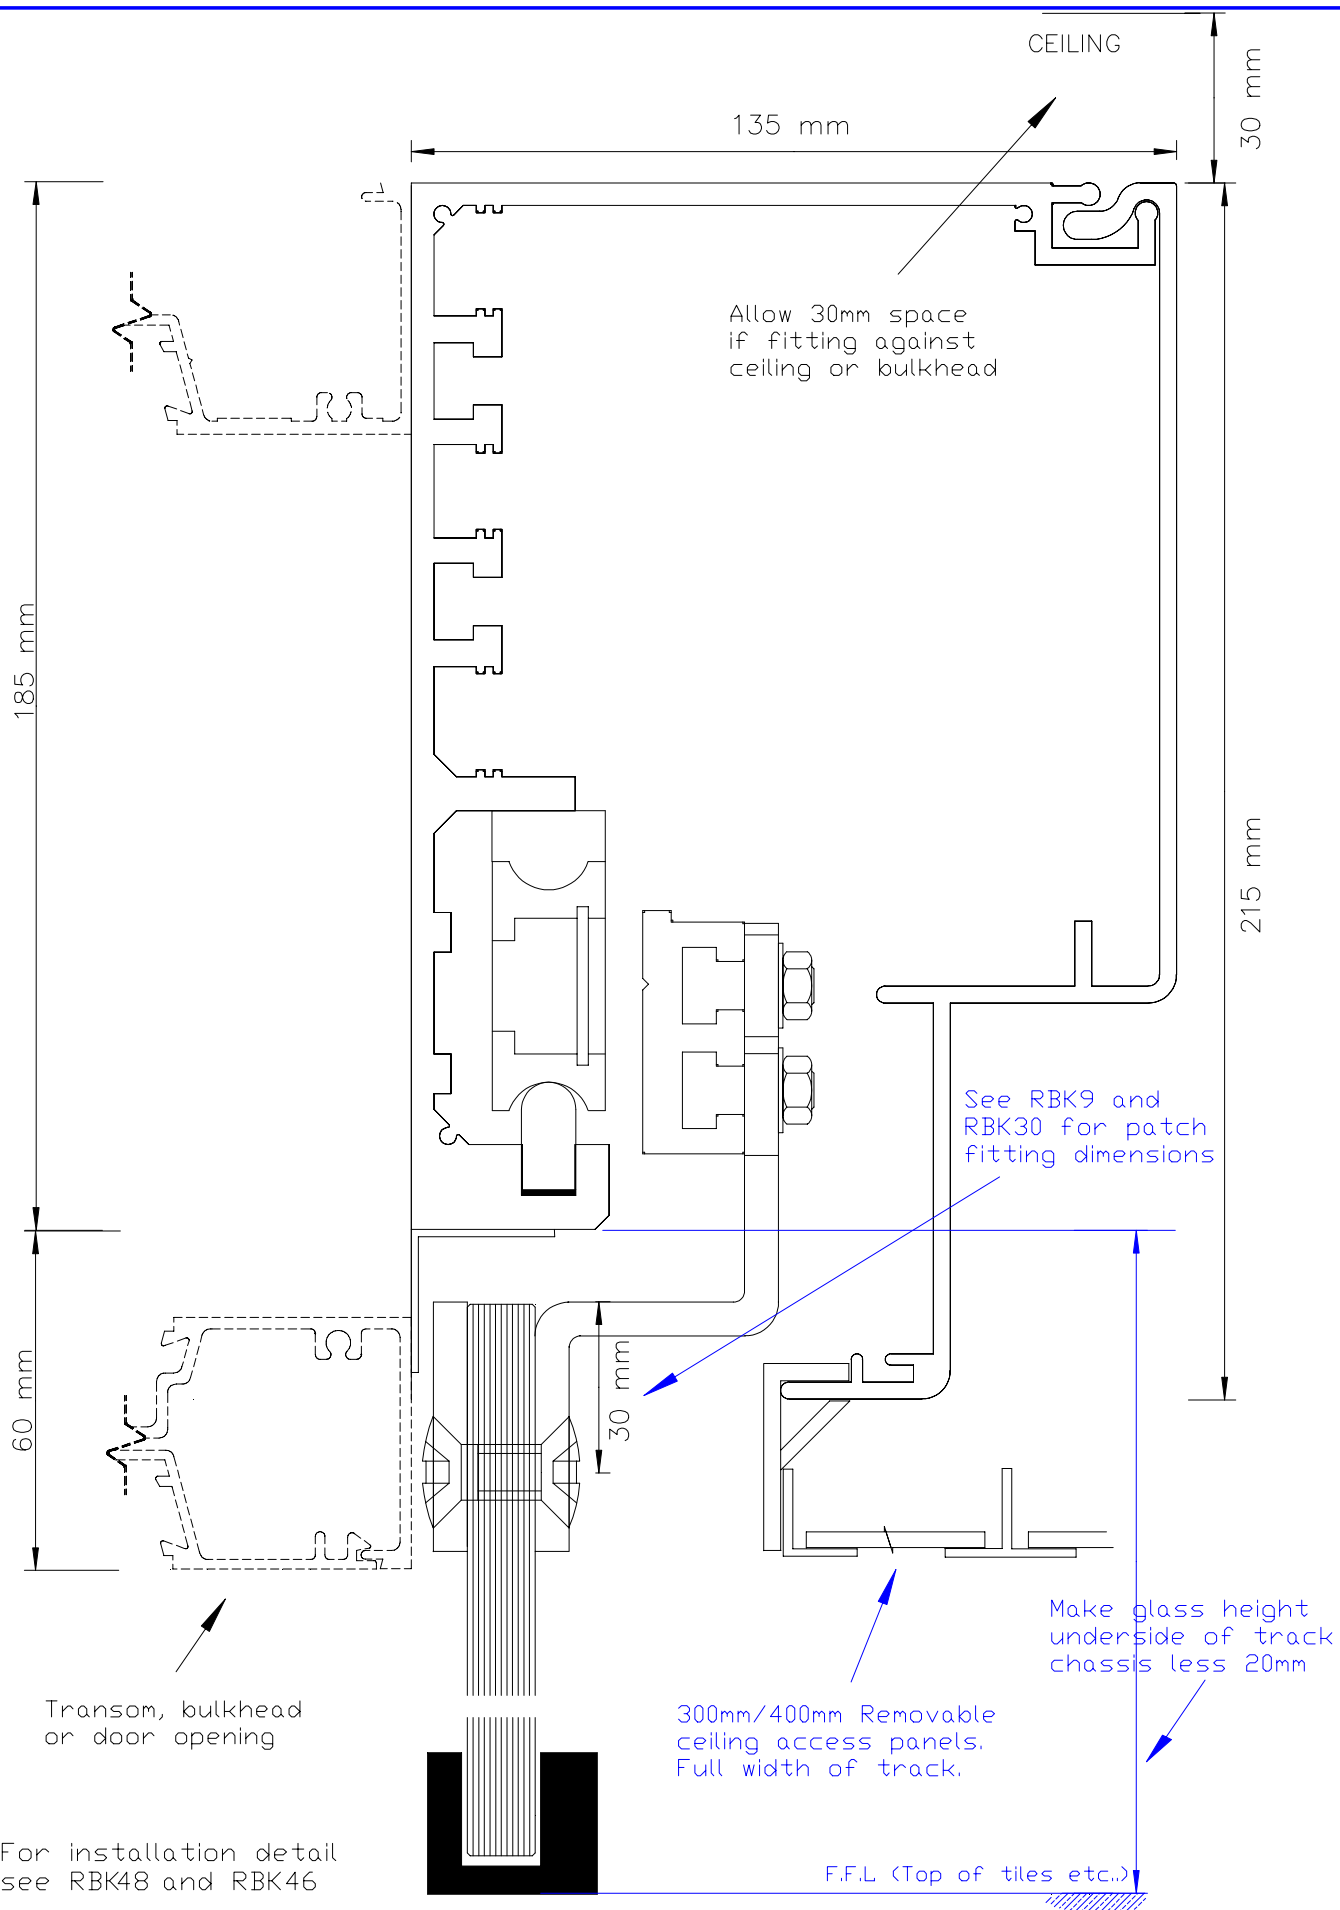 CEILING
30 mm
135 mm
Allow 30mm space
if fitting against
ceiling or bulkhead
185 mm
215 mm
See RBK9 and
RBK30 for patch
fitting dimensions
60 mm
30 mm
Make glass height
underside of track
chassis less 20mm
Transom, bulkhead
or door opening
300mm/400mm Removable
ceiling access panels.
Full width of track.
For installation detail
see RBK48 and RBK46
F.F.L (Top of tiles etc..)